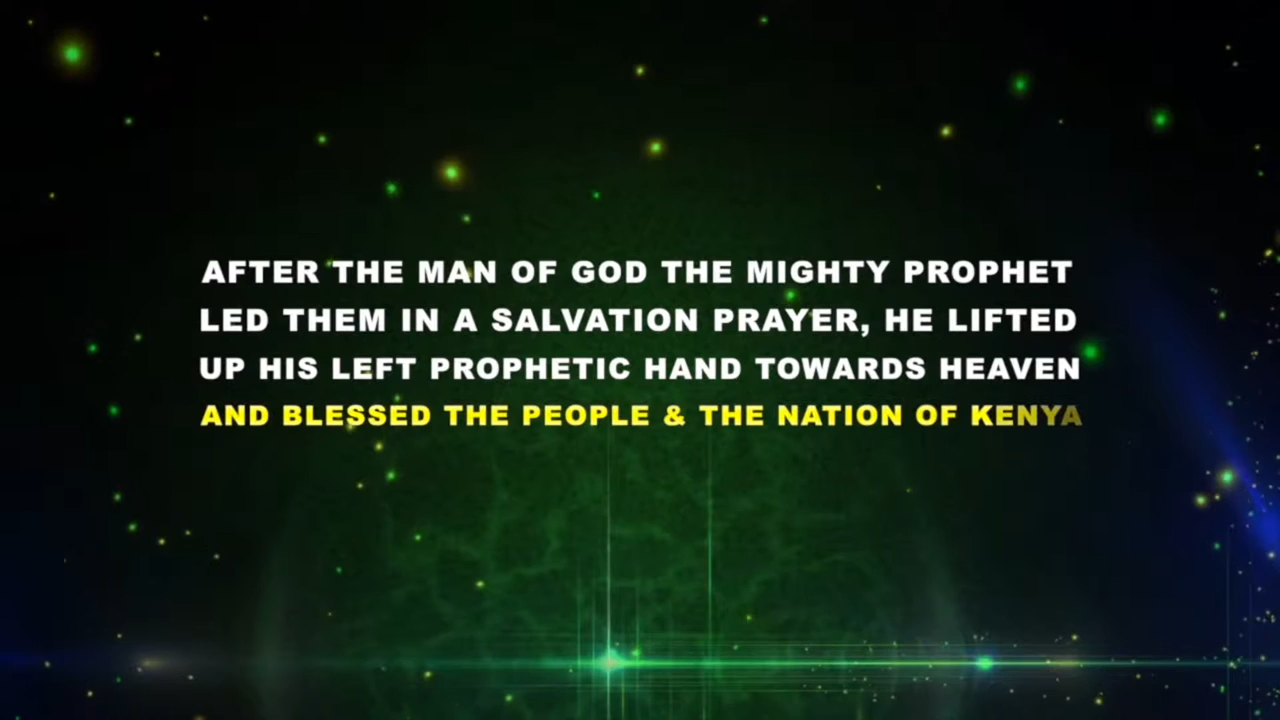 AFTER THE MAN OF GOD THE MIGHTY PROPHET
LED THEM IN A SALVATION PRAYER, HE LIFTED
UP HIS LEFT PROPHETIC HAND TOWARDS HEAVEN
AND BLESSED THE PEOPLE & THE NATION OF KENYA